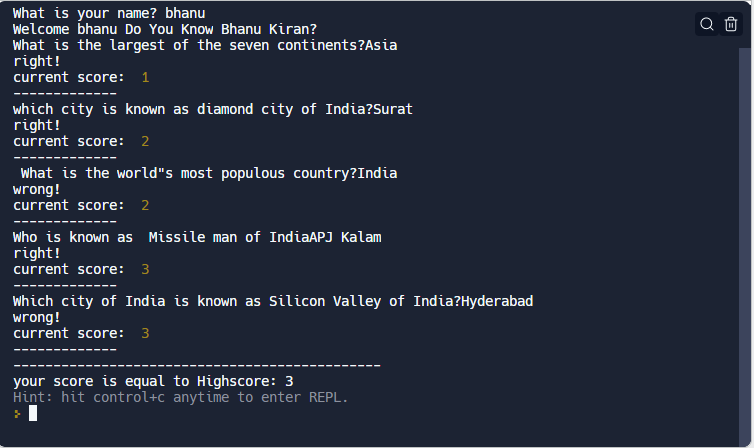 What is your name? bhanu
Welcome bhanu Do You Know Bhanu Kiran?
What is the largest of the seven continents?Asia
right!
current score:  1
-------------
which city is known as diamond city of India?Surat
right!
current score:  2
-------------
 What is the world"s most populous country?India
wrong!
current score:  2
-------------
Who is known as  Missile man of IndiaAPJ Kalam
right!
current score:  3
-------------
Which city of India is known as Silicon Valley of India?Hyderabad
wrong!
current score:  3
-------------
----------------------------------------------
your score is equal to Highscore: 3
Hint: hit control+c anytime to enter REPL.